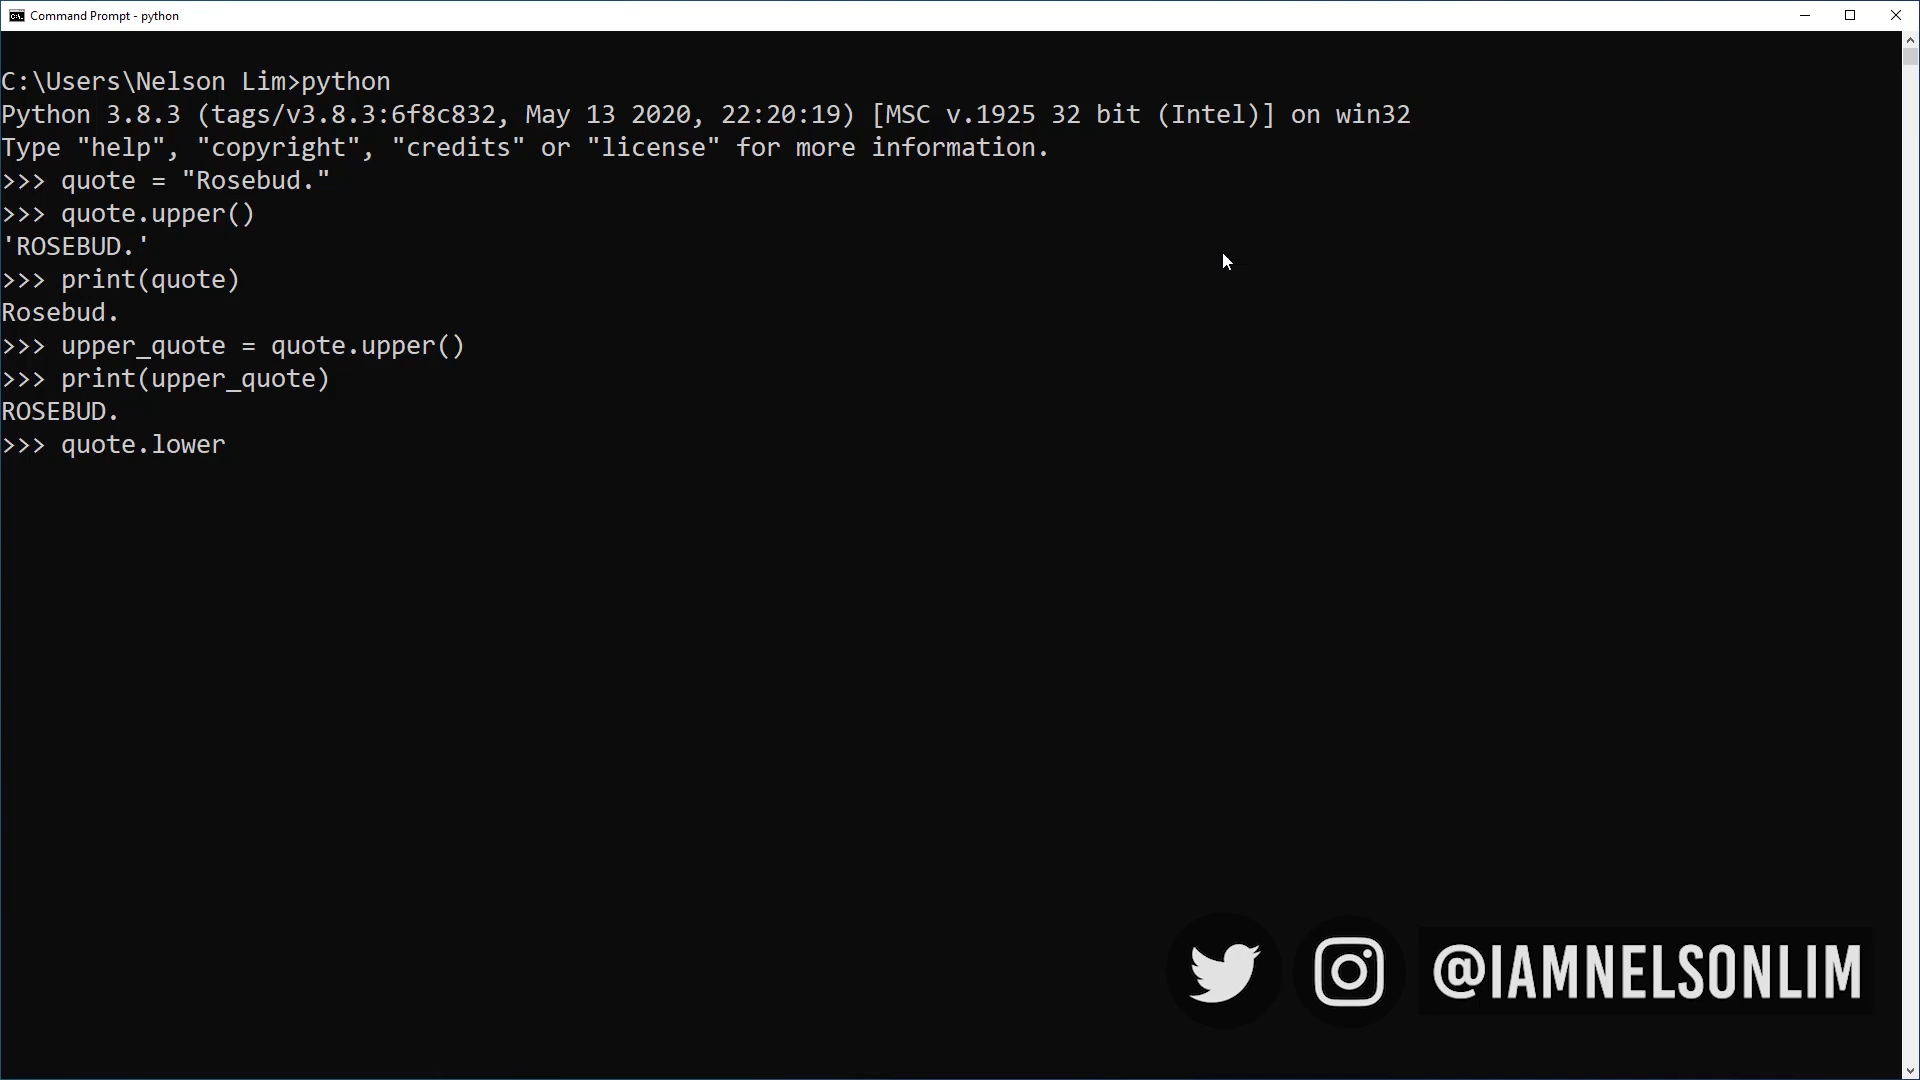 Command Prompt - python
C:\Users\Nelson Lim>python
Python 3.8.3 (tags/v3.8.3:6f8c832, May 13 2020, 22:20:19) [MSC v.1925 32 bit (Intel)] on win32
Type "help", "copyright", "credits" or "license" for more information.
>>> quote = "Rosebud."
>>> quote.upper()
'ROSEBUD.'
>>> print(quote)
Rosebud.
>>> upper_quote = quote.upper()
>>> print(upper_quote)
ROSEBUD.
>>> quote.lower
@IAMNELSONLIM